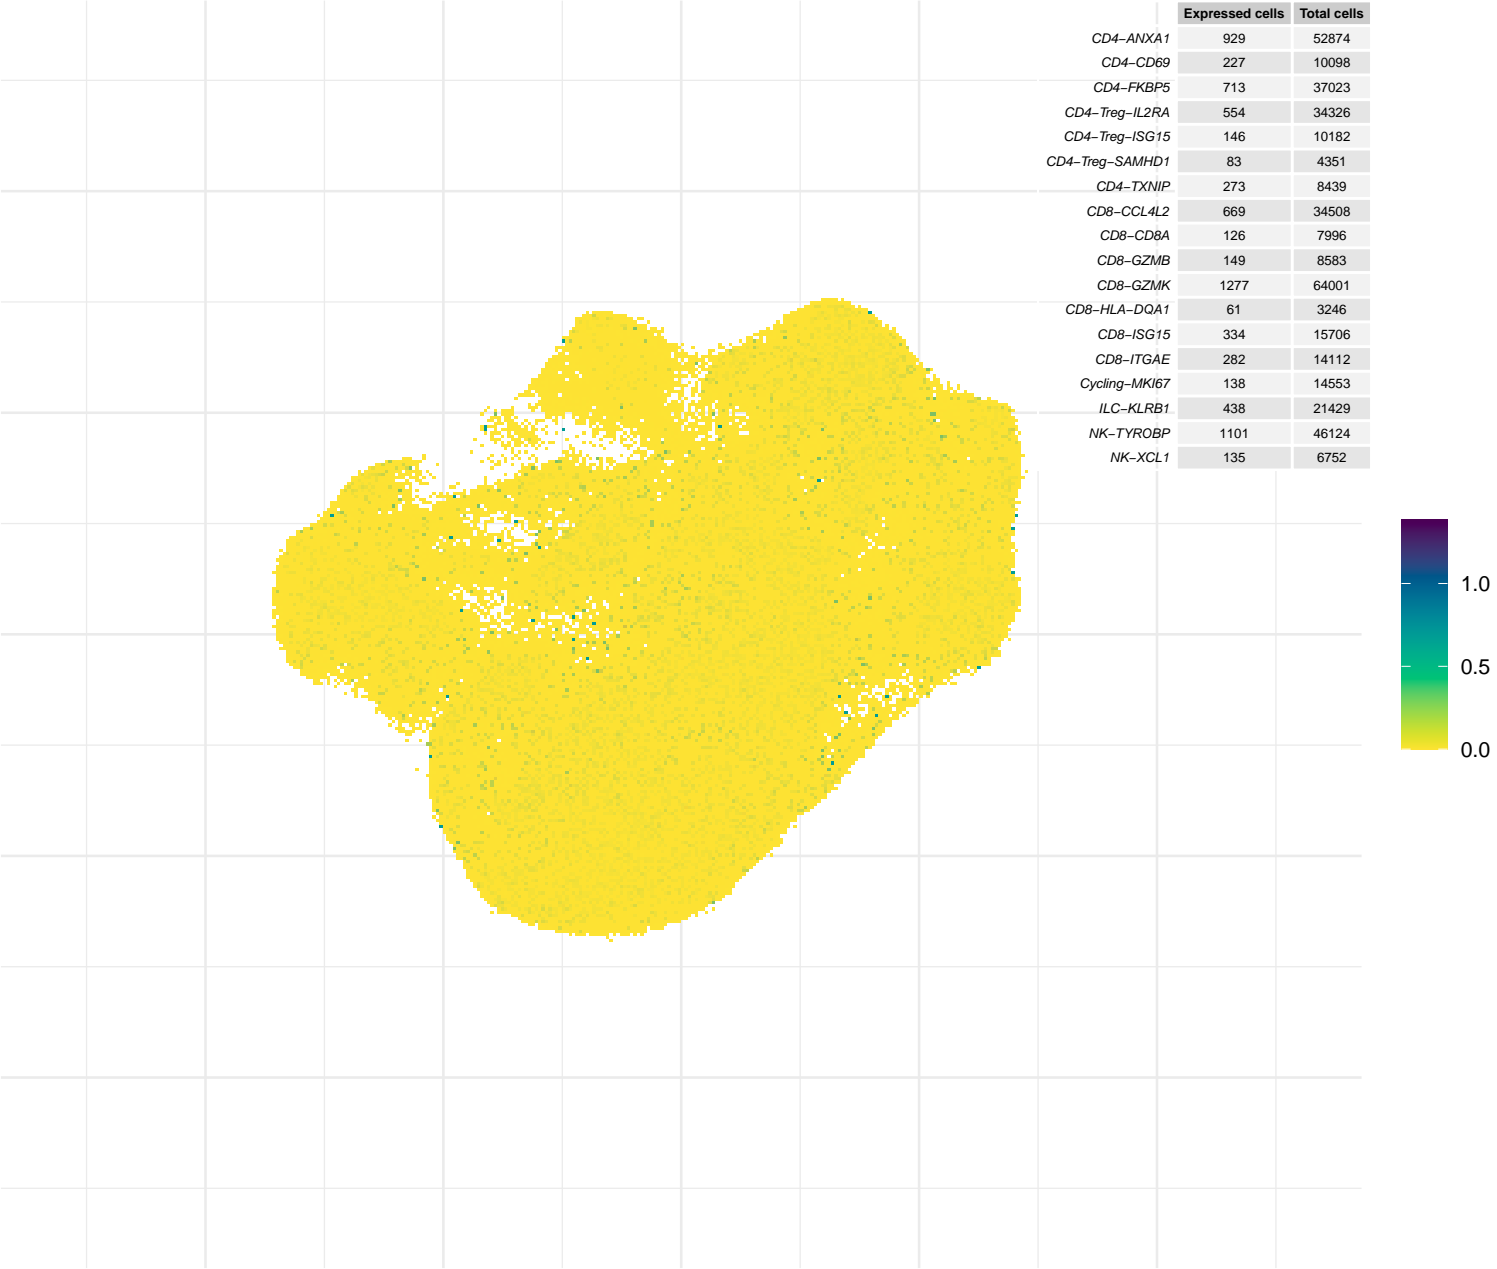 Expressed cells Total cells
CD4−ANXA1 929 52874
CD4−CD69 227 10098
CD4−FKBP5 713 37023
CD4−Treg−IL2RA 554 34326
CD4−Treg−ISG15 146 10182
CD4−Treg−SAMHD1 83 4351
CD4−TXNIP 273 8439
CD8−CCL4L2 669 34508
CD8−CD8A 126 7996
CD8−GZMB 149 8583
CD8−GZMK 1277 64001
CD8−HLA−DQA1 61 3246
CD8−ISG15 334 15706
CD8−ITGAE 282 14112
Cycling−MKI67 138 14553
ILC−KLRB1 438 21429
NK−TYROBP 1101 46124
NK−XCL1 135 6752
1.0
0.5
0.0